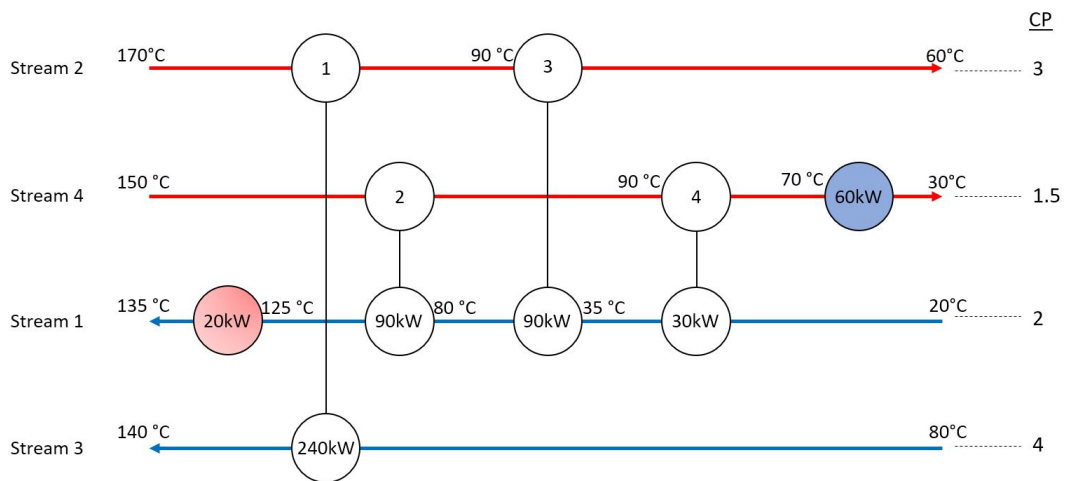 CP
Stream 2 170°C 1 90 °C 3 60°C 3
Stream 4 150°C 2 90 °C 4 70 °C 60kW 30°C 1.5
Stream 1 135°C 20kW 125 °C 90kW 80 °C 90kW 35 °C 30kW 20°C 2
Stream 3 140 °C 240kW 80°C 4